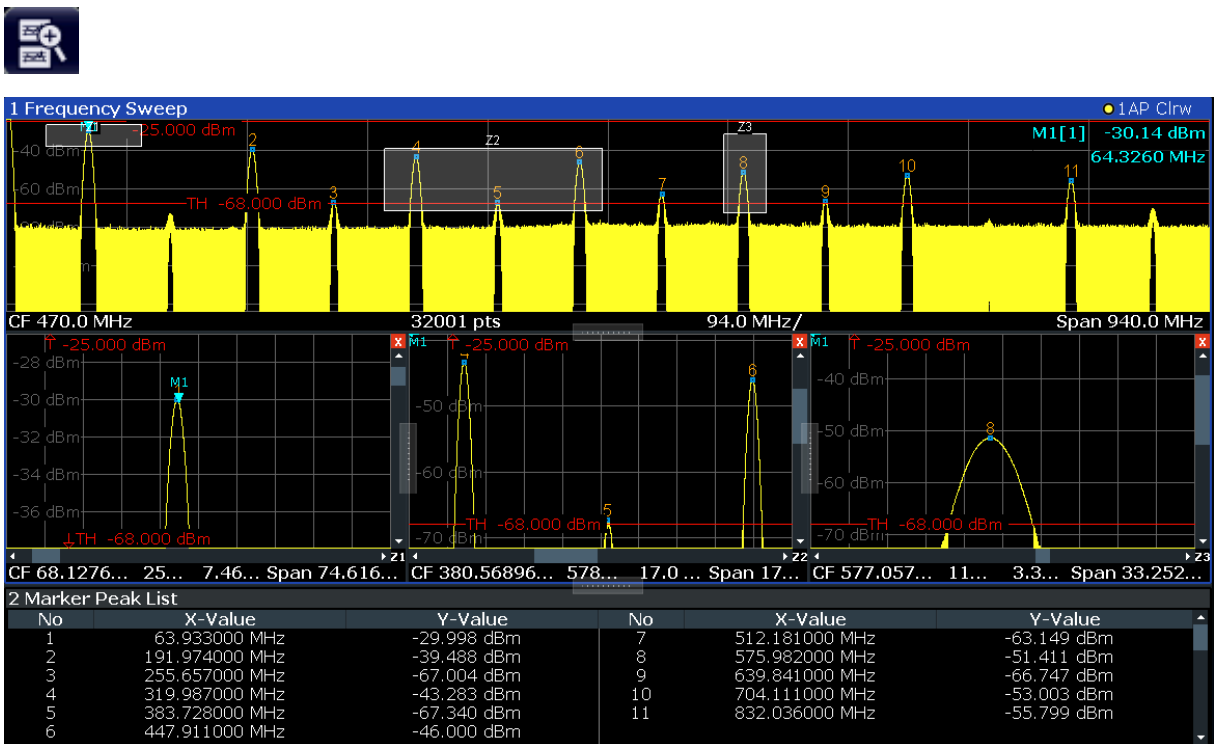 1 Frequency Sweep 1AP Clrw
-25.000 dBm M1[1] -30.14 dBm
64.3260 MHz
-40 dBm
-60 dBm
TH -68.000 dBm
2 3 4 5 6 7 8 9 10 11
Z2 Z3
CF 470.0 MHz 32001 pts 94.0 MHz/ Span 940.0 MHz
-25.000 dBm
-28 dBm
M1
-30 dBm
-32 dBm
-34 dBm
-36 dBm
TH -68.000 dBm
Z1
CF 68.1276... 25... 7.46... Span 74.616...
M1 -25.000 dBm
6
-50 dBm
-60 dBm
5
TH -68.000 dBm
-70 dBm
Z2
CF 380.56896... 578... 17.0 ... Span 17...
M1 -25.000 dBm
-40 dBm
8
-50 dBm
-60 dBm
TH -68.000 dBm
-70 dBm
Z3
CF 577.057... 11... 3.3... Span 33.252...
2 Marker Peak List
No X-Value Y-Value No X-Value Y-Value
1 63.933000 MHz -29.998 dBm 7 512.181000 MHz -63.149 dBm
2 191.974000 MHz -39.488 dBm 8 575.982000 MHz -51.411 dBm
3 255.657000 MHz -67.004 dBm 9 639.841000 MHz -66.747 dBm
4 319.987000 MHz -43.283 dBm 10 704.111000 MHz -53.003 dBm
5 383.728000 MHz -67.340 dBm 11 832.036000 MHz -55.799 dBm
6 447.911000 MHz -46.000 dBm